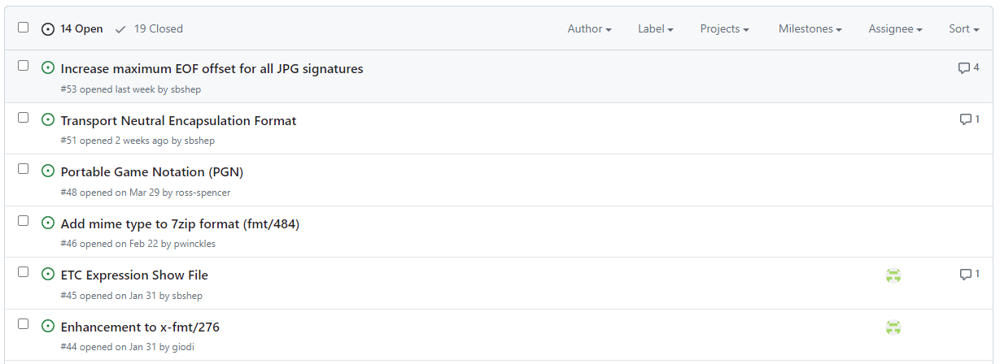 14 Open 19 Closed Author Label Projects Milestones Assignee Sort
Increase maximum EOF offset for all JPG signatures 4
#53 opened last week by sbshep
Transport Neutral Encapsulation Format 1
#51 opened 2 weeks ago by sbshep
Portable Game Notation (PGN)
#48 opened on Mar 29 by ross-spencer
Add mime type to 7zip format (fmt/484)
#46 opened on Feb 22 by pwinckles
ETC Expression Show File 1
#45 opened on Jan 31 by sbshep
Enhancement to x-fmt/276
#44 opened on Jan 31 by giodi